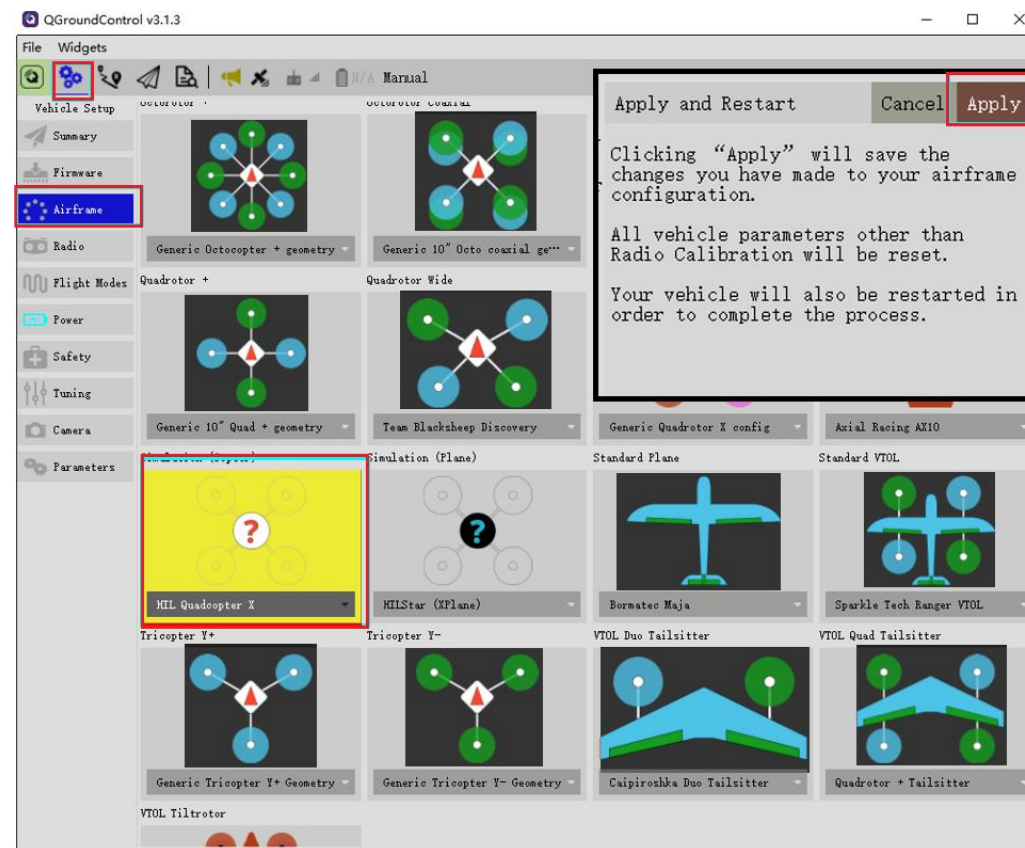 QGroundControl v3.1.3
File Widgets
N/A Manual
Vehicle Setup
Summary
Firmware
Airframe
Radio
Flight Modes
Power
Safety
Tuning
Camera
Parameters
Apply and Restart Cancel Apply
Clicking “Apply” will save the
changes you have made to your airframe
configuration.
All vehicle parameters other than
Radio Calibration will be reset.
Your vehicle will also be restarted in
order to complete the process.
Octorotor + Octorotor Coaxial
Generic Octocopter + geometry Generic 10" Octo coaxial ge…
Quadrotor + Quadrotor Wide
Generic 10" Quad + geometry Team Blacksheep Discovery Generic Quadrotor X config Axial Racing AX10
Simulation (Copter) Simulation (Plane) Standard Plane Standard VTOL
? ?
HIL Quadcopter X HILStar (XPlane) Bormatec Maja Sparkle Tech Ranger VTOL
Tricopter Y+ Tricopter Y- VTOL Duo Tailsitter VTOL Quad Tailsitter
Generic Tricopter Y+ Geometry Generic Tricopter Y- Geometry Caipiroshka Duo Tailsitter Quadrotor + Tailsitter
VTOL Tiltrotor